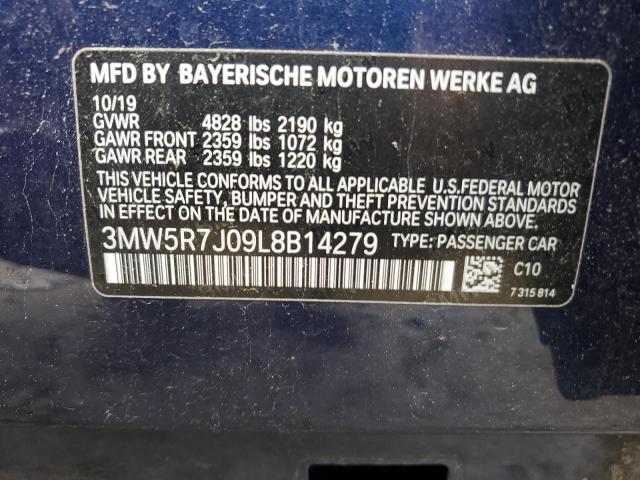 MFD BY BAYERISCHE MOTOREN WERKE AG
10/19
GVWR 4828 lbs 2190 kg
GAWR FRONT 2359 lbs 1072 kg
GAWR REAR 2359 lbs 1220 kg
THIS VEHICLE CONFORMS TO ALL APPLICABLE U.S.FEDERAL MOTOR
VEHICLE SAFETY, BUMPER AND THEFT PREVENTION STANDARDS
IN EFFECT ON THE DATE OF MANUFACTURE SHOWN ABOVE.
3MW5R7J09L8B14279 TYPE: PASSENGER CAR
C10
7 315 814